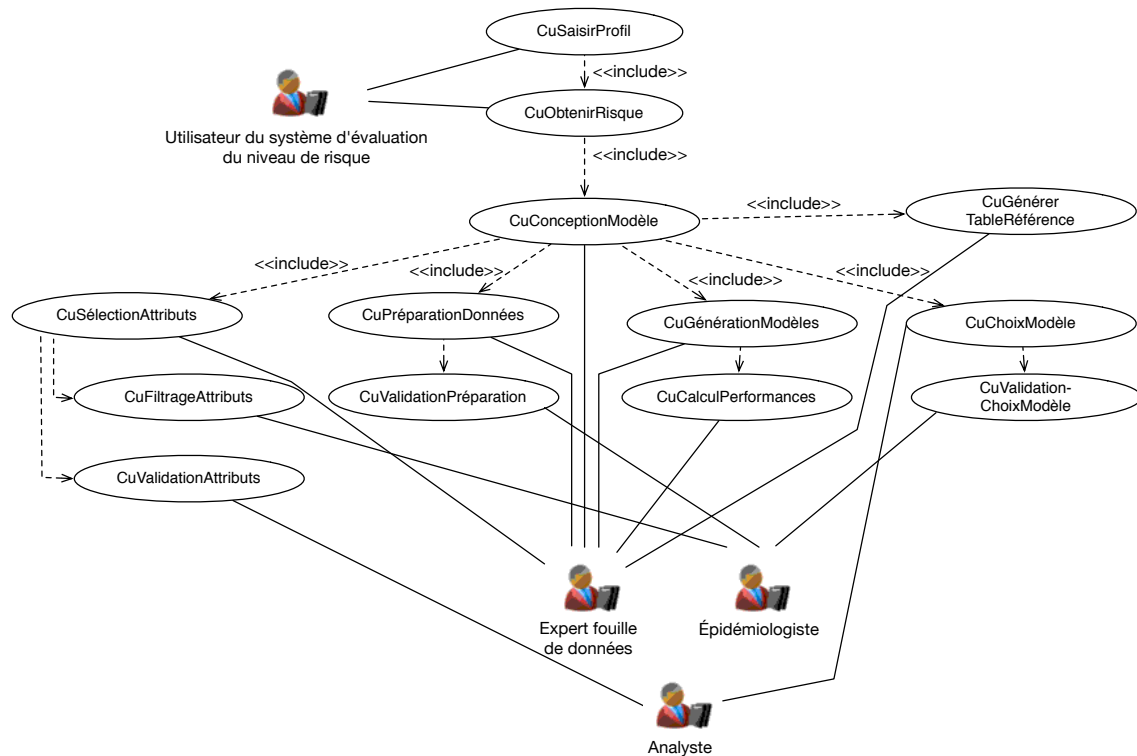 CuSaisirProfil
<<include>>
CuObtenirRisque
Utilisateur du système d'évaluation
du niveau de risque
<<include>>
CuConceptionModèle
<<include>>
CuGénérer
TableRéférence
<<include>>
<<include>>
<<include>>
<<include>>
CuSélectionAttributs
CuPréparationDonnées
CuGénérationModèles
CuChoixModèle
CuFiltrageAttributs
CuValidationPréparation
CuCalculPerformances
CuValidation-
ChoixModèle
CuValidationAttributs
Expert fouille
de données
Épidémiologiste
Analyste